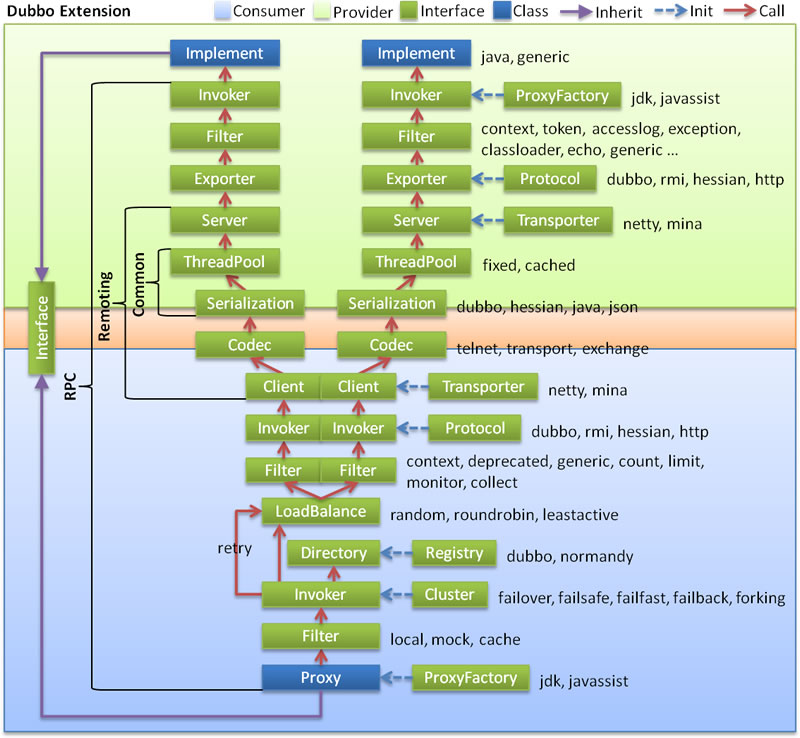 Dubbo Extension Consumer Provider Interface Class Inherit Init Call
Implement Implement java, generic
Invoker Invoker ProxyFactory jdk, javassist
Filter Filter context, token, accesslog, exception,
classloader, echo, generic ...
Exporter Exporter Protocol dubbo, rmi, hessian, http
Server Server Transporter netty, mina
ThreadPool ThreadPool fixed, cached
Common
Remoting
RPC
Interface
Serialization Serialization dubbo, hessian, java, json
Codec Codec telnet, transport, exchange
Client Client Transporter netty, mina
Invoker Invoker Protocol dubbo, rmi, hessian, http
Filter Filter context, deprecated, generic, count, limit,
monitor, collect
LoadBalance random, roundrobin, leastactive
retry
Directory Registry dubbo, normandy
Invoker Cluster failover, failsafe, failfast, failback, forking
Filter local, mock, cache
Proxy ProxyFactory jdk, javassist